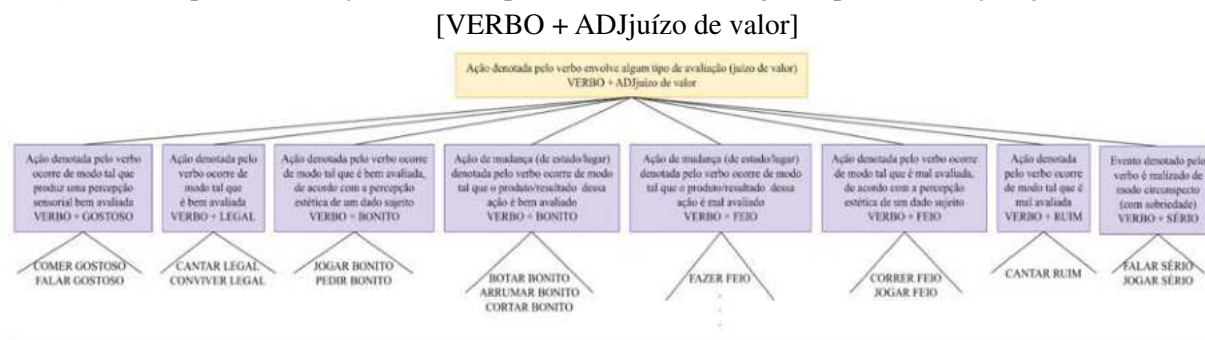 [VERBO + ADJjuízo de valor]
Ação denotada pelo verbo envolve algum tipo de avaliação (juízo de valor)
VERBO + ADJjuízo de valor
Ação denotada pelo verbo
ocorre de modo tal que
produz uma percepção
sensorial bem avaliada
VERBO + GOSTOSO
Ação denotada pelo
verbo ocorre de
modo tal que
é bem avaliada
VERBO + LEGAL
Ação denotada pelo verbo ocorre
de modo tal que é bem avaliada,
de acordo com a percepção
estética de um dado sujeito
VERBO + BONITO
Ação de mudança (de estado/lugar)
denotada pelo verbo ocorre de modo
tal que o produto/resultado dessa
ação é bem avaliado
VERBO + BONITO
Ação de mudança (de estado/lugar)
denotada pelo verbo ocorre de modo
tal que o produto/resultado dessa
ação é mal avaliado
VERBO + FEIO
Ação denotada pelo verbo ocorre
de modo tal que é mal avaliada,
de acordo com a percepção
estética de um dado sujeito
VERBO + FEIO
Ação denotada
pelo verbo ocorre
de modo tal que é
mal avaliada
VERBO + RUIM
Evento denotado pelo
verbo é realizado de
modo circunspecto
(com sobriedade)
VERBO + SÉRIO
COMER GOSTOSO
FALAR GOSTOSO
CANTAR LEGAL
CONVIVER LEGAL
JOGAR BONITO
PEDIR BONITO
BOTAR BONITO
ARRUMAR BONITO
CORTAR BONITO
FAZER FEIO
.
.
.
CORRER FEIO
JOGAR FEIO
CANTAR RUIM
FALAR SÉRIO
JOGAR SÉRIO